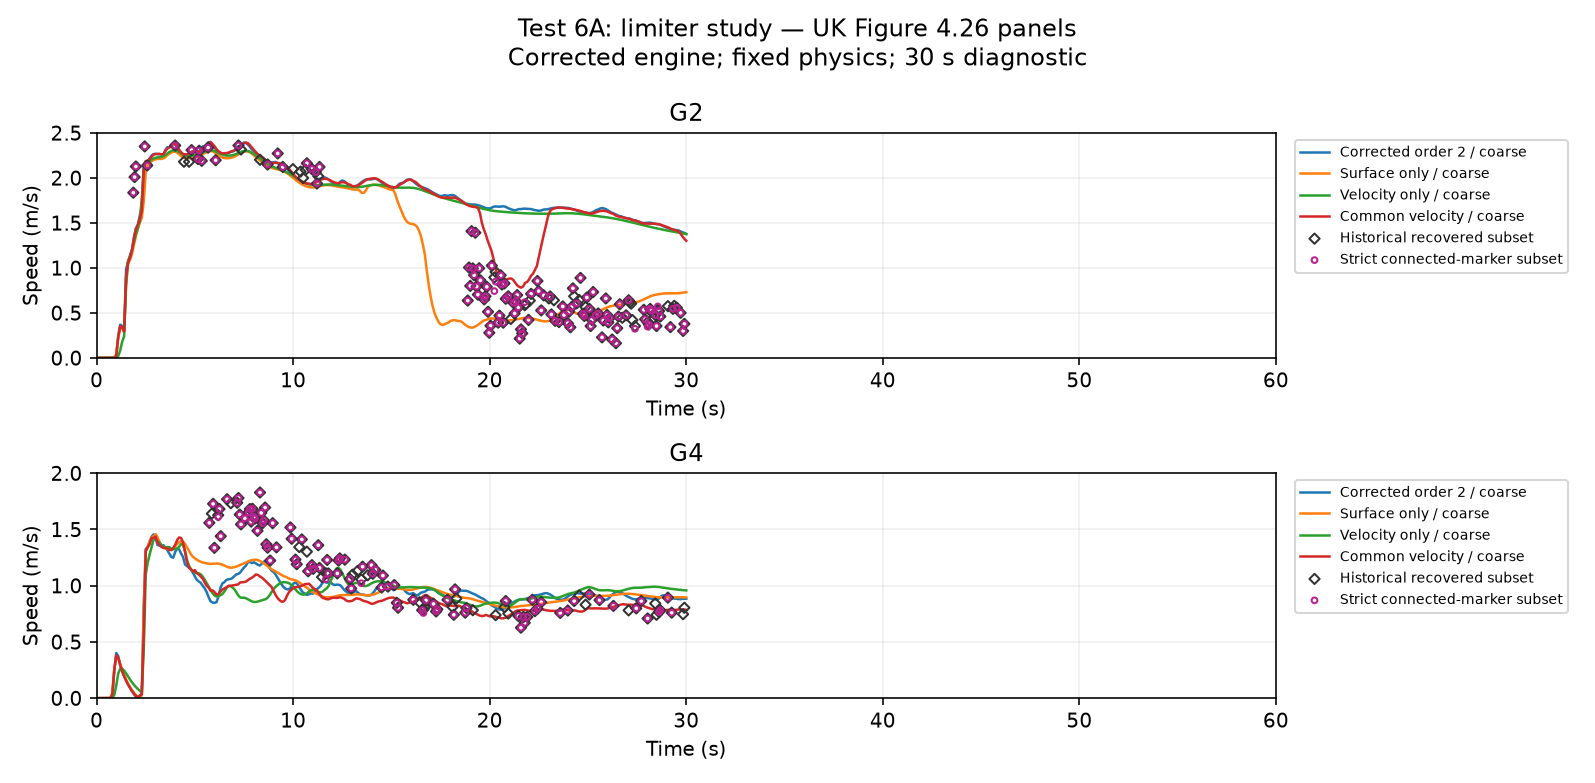 Test 6A: limiter study — UK Figure 4.26 panels
Corrected engine; fixed physics; 30 s diagnostic
G2
Speed (m/s)
2.5
2.0
1.5
1.0
0.5
0.0
0 10 20 30 40 50 60
Time (s)
Corrected order 2 / coarse
Surface only / coarse
Velocity only / coarse
Common velocity / coarse
Historical recovered subset
Strict connected-marker subset
G4
Speed (m/s)
2.0
1.5
1.0
0.5
0.0
0 10 20 30 40 50 60
Time (s)
Corrected order 2 / coarse
Surface only / coarse
Velocity only / coarse
Common velocity / coarse
Historical recovered subset
Strict connected-marker subset